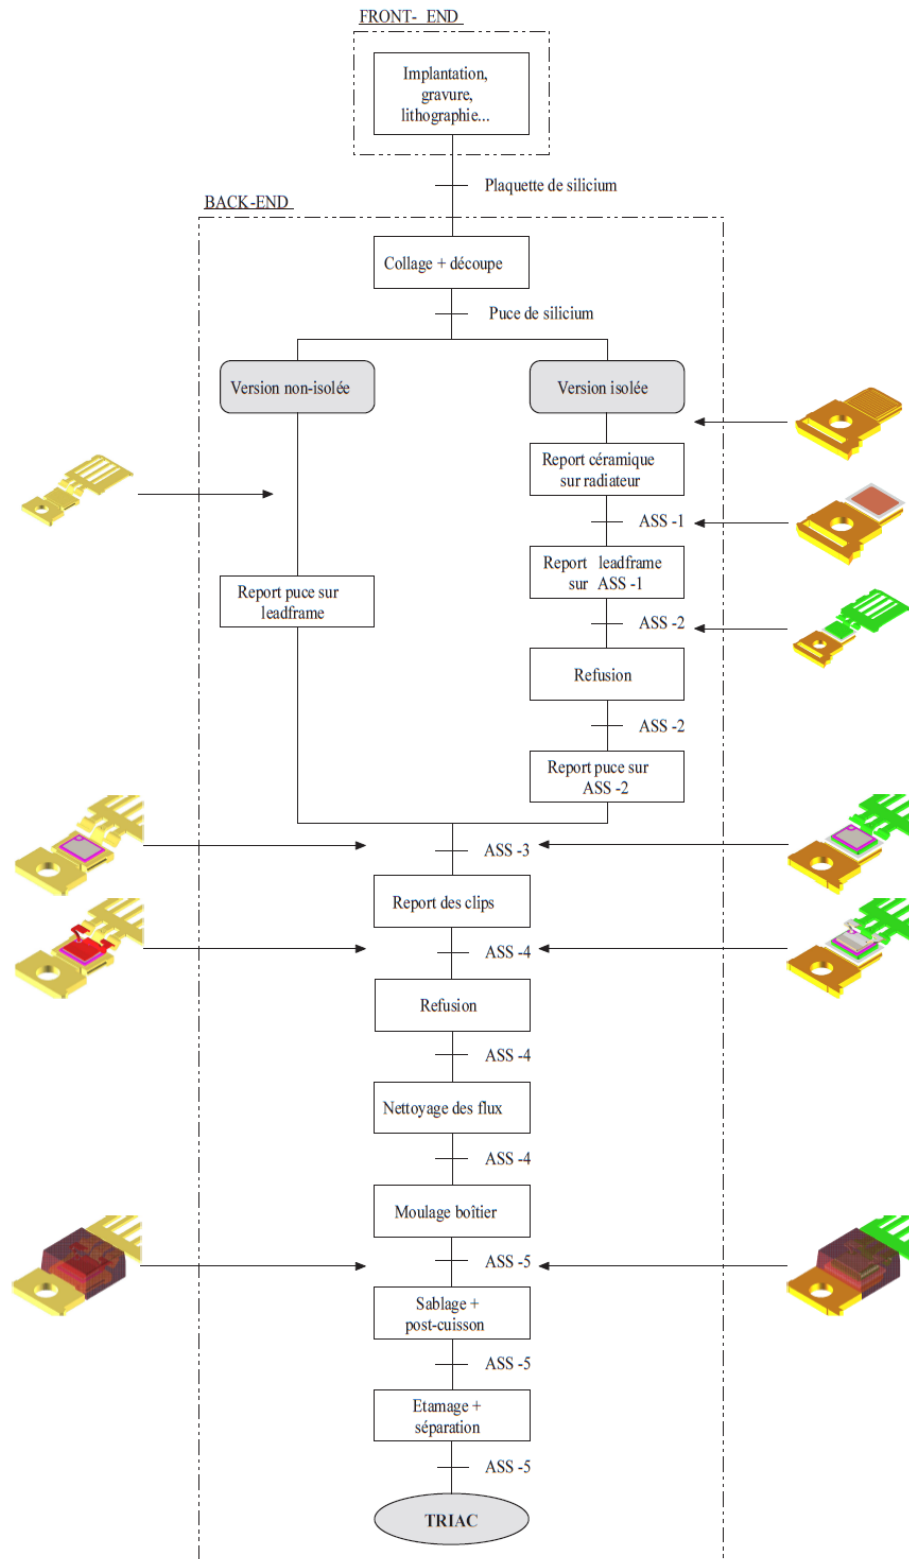 FRONT- END
Implantation,
gravure,
lithographie...
Plaquette de silicium
BACK-END
Collage + découpe
Puce de silicium
Version non-isolée
Version isolée
Report céramique
sur radiateur
ASS -1
Report leadframe
sur ASS -1
Report puce sur
leadframe
ASS -2
Refusion
ASS -2
Report puce sur
ASS -2
ASS -3
Report des clips
ASS -4
Refusion
ASS -4
Nettoyage des flux
ASS -4
Moulage boîtier
ASS -5
Sablage +
post-cuisson
ASS -5
Etamage +
séparation
ASS -5
TRIAC